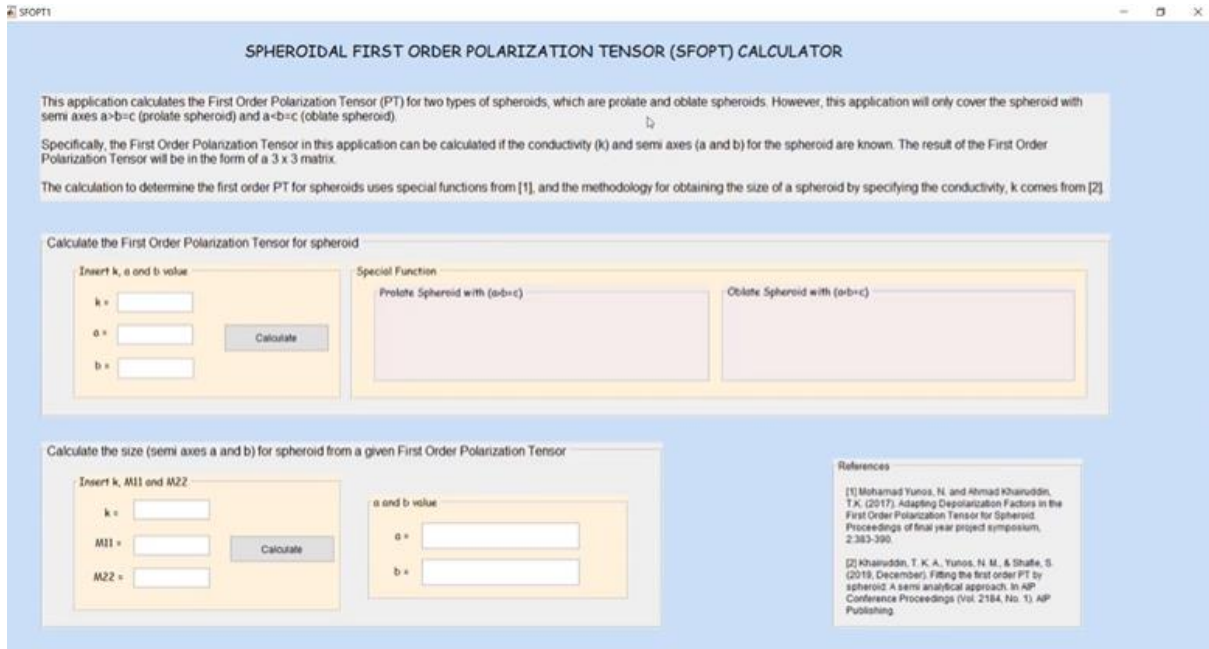 SFOPT1
SPHEROIDAL FIRST ORDER POLARIZATION TENSOR (SFOPT) CALCULATOR
This application calculates the First Order Polarization Tensor (PT) for two types of spheroids, which are prolate and oblate spheroids. However, this application will only cover the spheroid with
semi axes a>b=c (prolate spheroid) and a<b=c (oblate spheroid).
Specifically, the First Order Polarization Tensor in this application can be calculated if the conductivity (k) and semi axes (a and b) for the spheroid are known. The result of the First Order
Polarization Tensor will be in the form of a 3 x 3 matrix.
The calculation to determine the first order PT for spheroids uses special functions from [1], and the methodology for obtaining the size of a spheroid by specifying the conductivity, k comes from [2].
Calculate the First Order Polarization Tensor for spheroid
Insert k, a and b value
k =
a =
b =
Calculate
Special Function
Prolate Spheroid with
Oblate Spheroid with
Calculate the size (semi axes a and b) for spheroid from a given First Order Polarization Tensor
Insert k, M11 and M22
k =
M11 =
M22 =
Calculate
a and b value
a =
b =
References
[1] Mohamad Yunos, N. and Ahmad Khairuddin,
T.K. (2017). Adapting Depolarization Factors in the
First Order Polarization Tensor for Spheroid.
Proceedings of final year project symposium,
2:383-390.
[2] Khairuddin, T. K. A., Yunos, N. M., & Shafie, S.
(2019, December). Fitting the first order PT by
spheroid: A semi analytical approach. In AIP
Conference Proceedings (Vol. 2184, No. 1). AIP
Publishing.